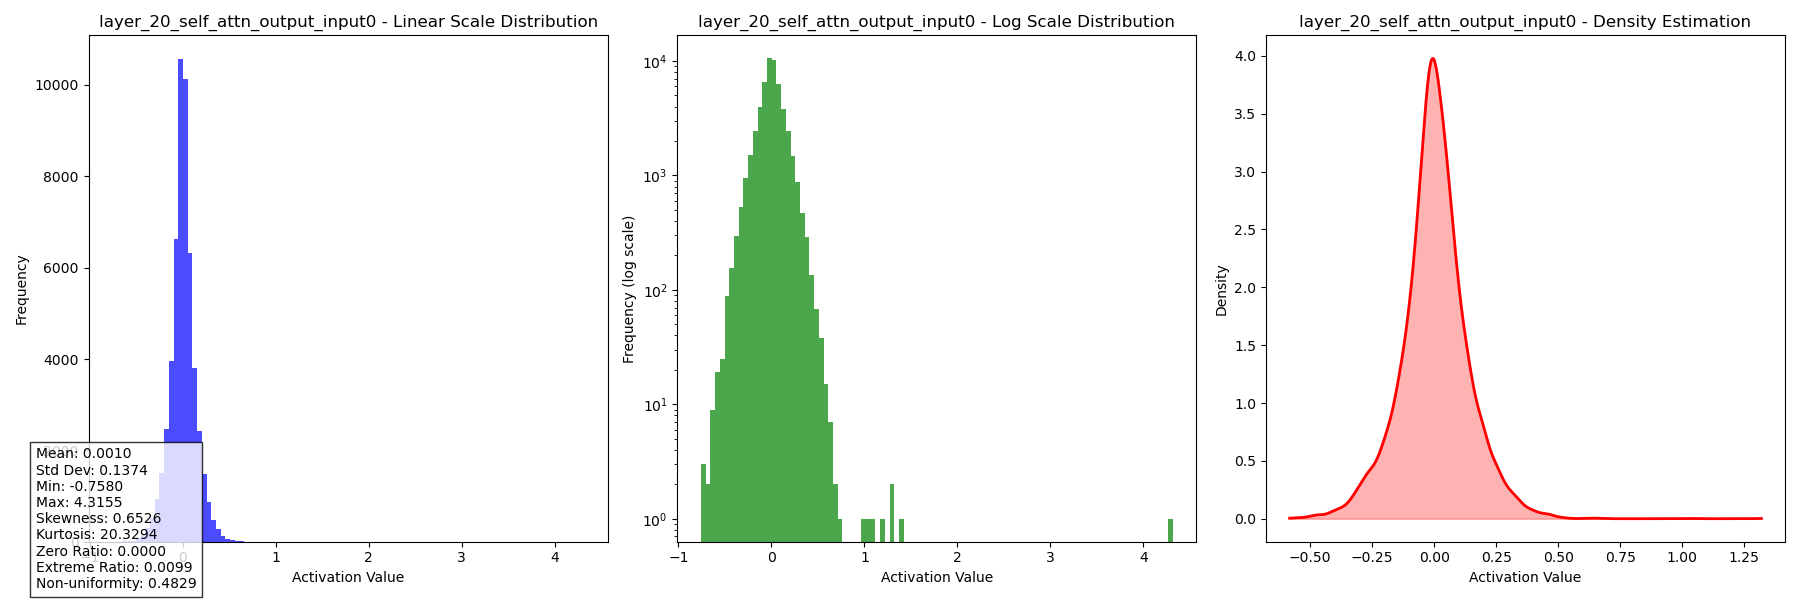 layer_20_self_attn_output_input0 - Linear Scale Distribution
Frequency
10000
8000
6000
4000
2000
0
−1
0
1
2
3
4
Activation Value
Mean: 0.0010
Std Dev: 0.1374
Min: -0.7580
Max: 4.3155
Skewness: 0.6526
Kurtosis: 20.3294
Zero Ratio: 0.0000
Extreme Ratio: 0.0099
Non-uniformity: 0.4829
layer_20_self_attn_output_input0 - Log Scale Distribution
Frequency (log scale)
10⁴
10³
10²
10¹
10⁰
−1
0
1
2
3
4
Activation Value
layer_20_self_attn_output_input0 - Density Estimation
Density
4.0
3.5
3.0
2.5
2.0
1.5
1.0
0.5
0.0
−0.50
−0.25
0.00
0.25
0.50
0.75
1.00
1.25
Activation Value